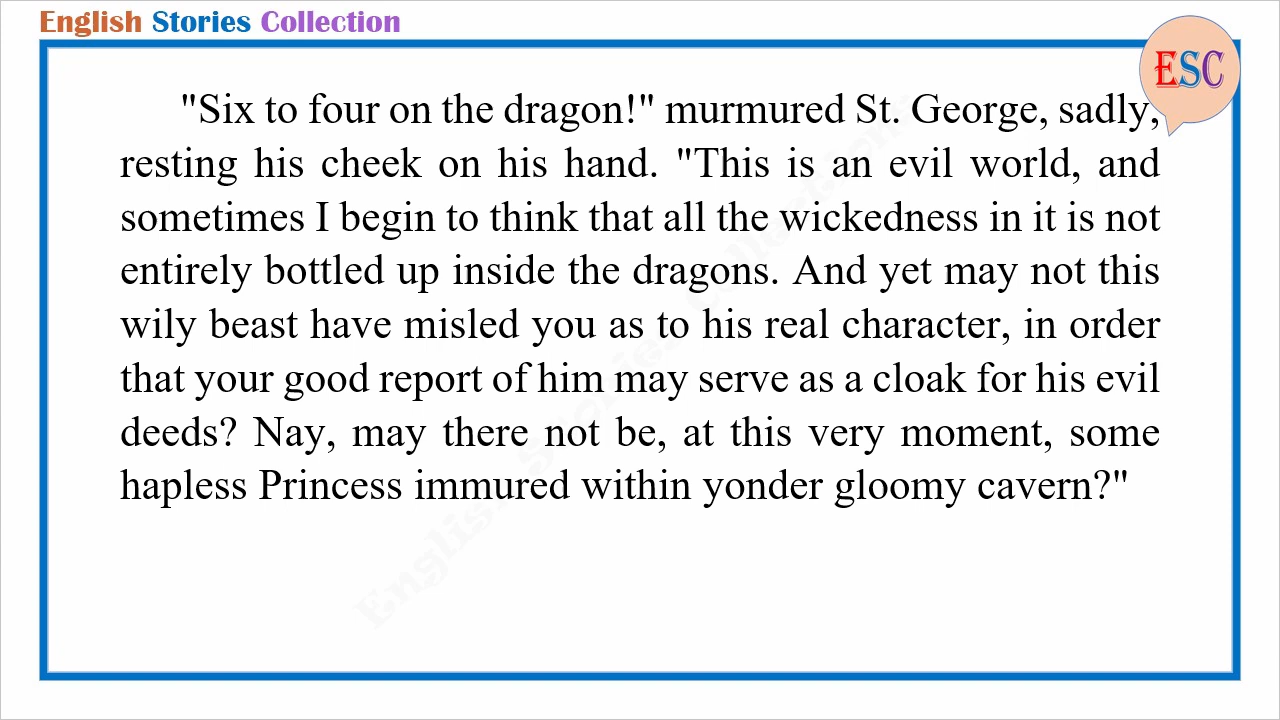 English Stories Collection
ESC
"Six to four on the dragon!" murmured St. George, sadly,
resting his cheek on his hand. "This is an evil world, and
sometimes I begin to think that all the wickedness in it is not
entirely bottled up inside the dragons. And yet may not this
wily beast have misled you as to his real character, in order
that your good report of him may serve as a cloak for his evil
deeds? Nay, may there not be, at this very moment, some
hapless Princess immured within yonder gloomy cavern?"
English Stories Collections